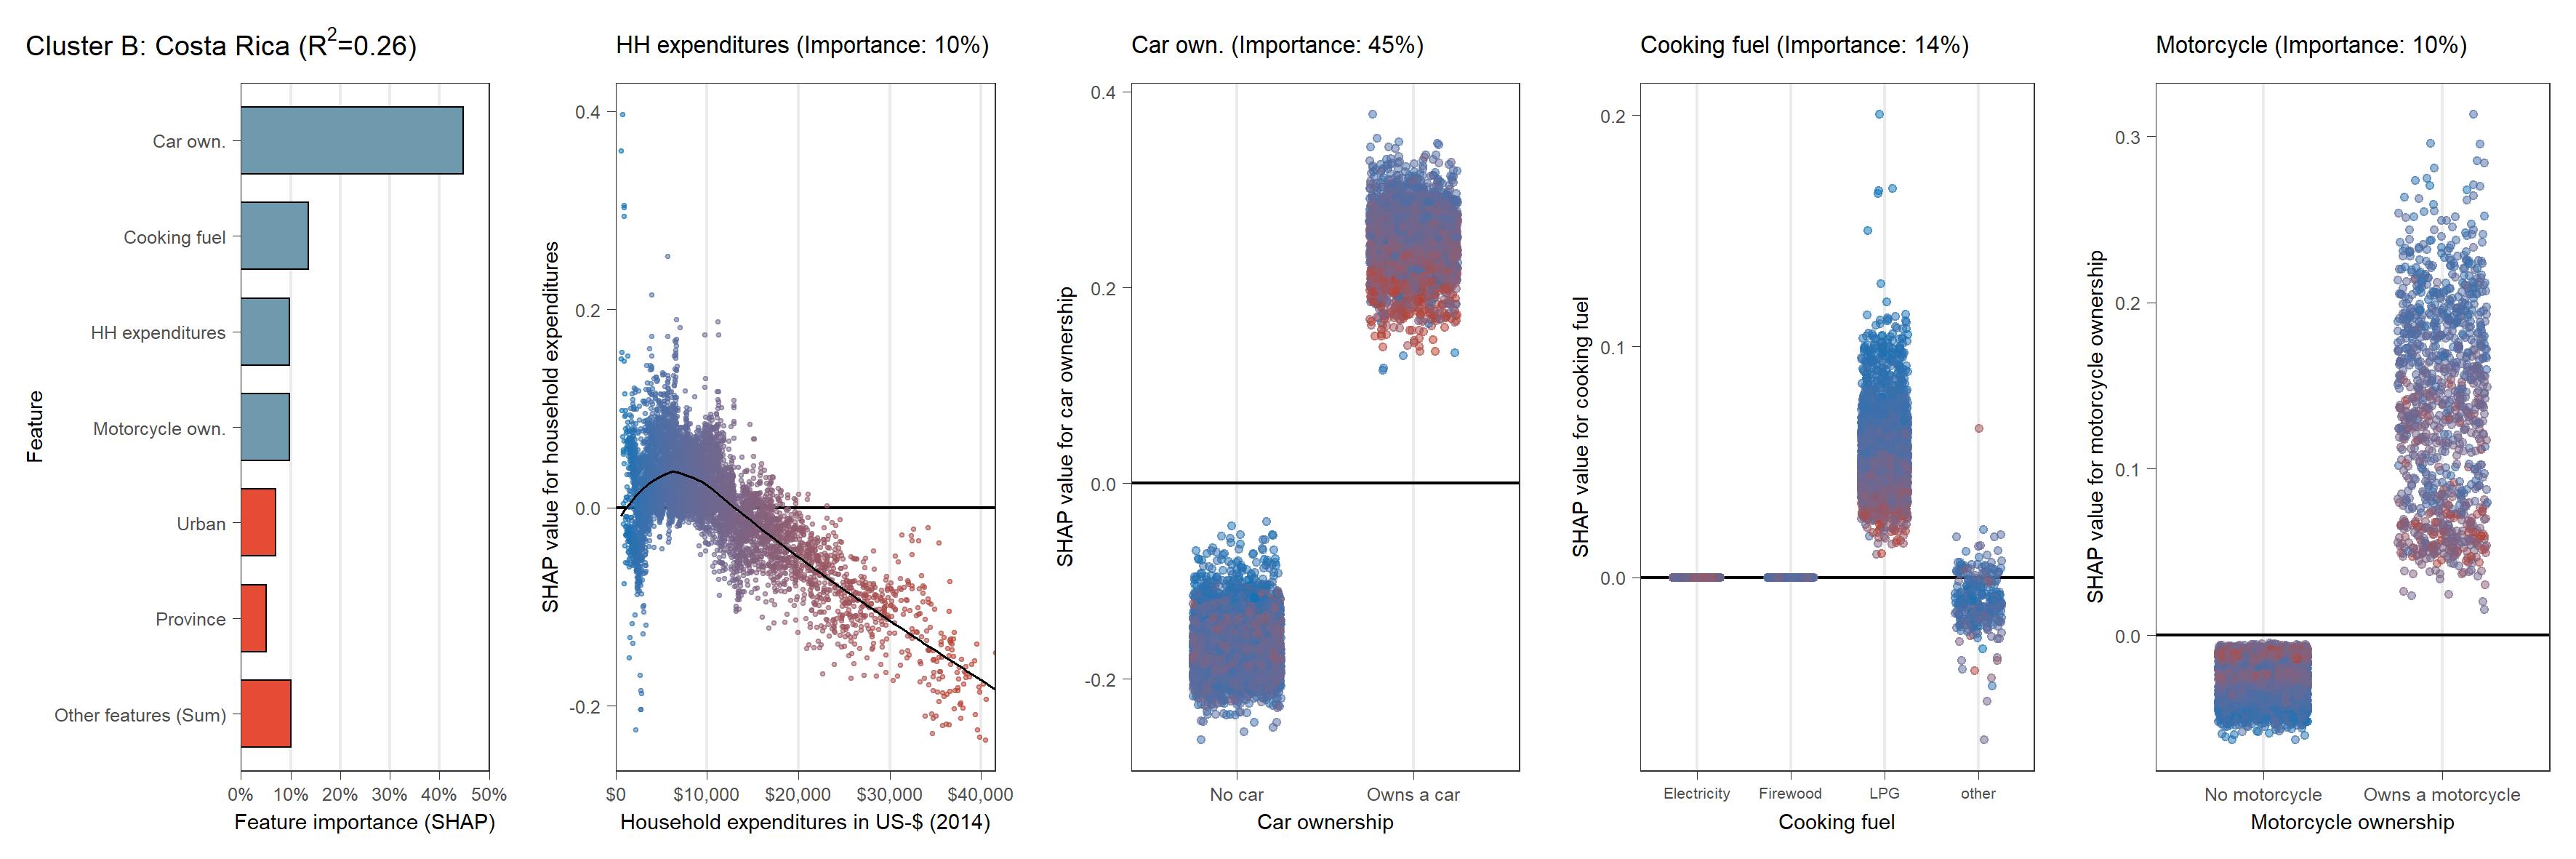 Cluster B: Costa Rica (R²=0.26)
Feature
Car own.
Cooking fuel
HH expenditures
Motorcycle own.
Urban
Province
Other features (Sum)
0% 10% 20% 30% 40% 50%
Feature importance (SHAP)
HH expenditures (Importance: 10%)
SHAP value for household expenditures
0.4
0.2
0.0
-0.2
$0 $10,000 $20,000 $30,000 $40,000
Household expenditures in US-$ (2014)
Car own. (Importance: 45%)
SHAP value for car ownership
0.4
0.2
0.0
-0.2
No car Owns a car
Car ownership
Cooking fuel (Importance: 14%)
SHAP value for cooking fuel
0.2
0.1
0.0
Electricity Firewood LPG other
Cooking fuel
Motorcycle (Importance: 10%)
SHAP value for motorcycle ownership
0.3
0.2
0.1
0.0
No motorcycle Owns a motorcycle
Motorcycle ownership